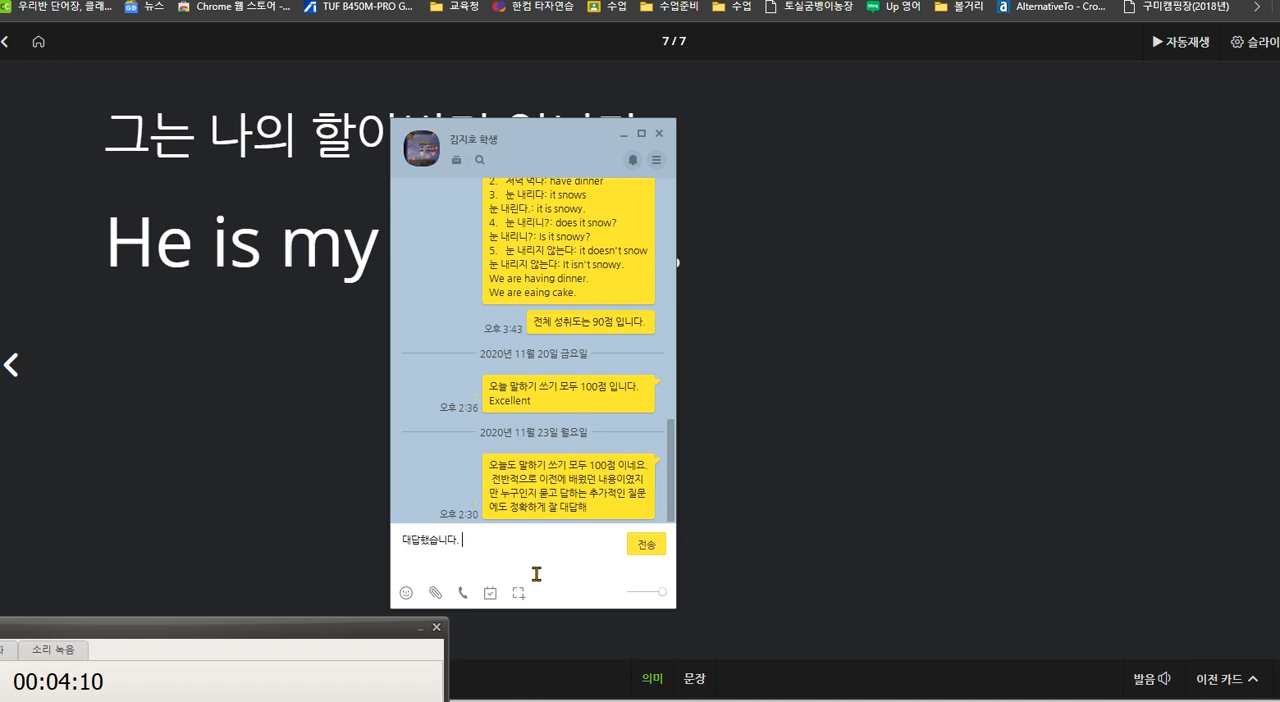 우리반 단어장, 클래... 뉴스 Chrome 웹 스토어 -... TUF B450M-PRO G... 교육청 한컴 타자연습 수업 수업준비 수업 토실굼벵이농장 Up 영어 볼거리 AlternativeTo - Cro... 구미캠핑장(2018년)
7 / 7
자동재생 슬라이
그는 나의
He is my
김지호 학생
2. 저녁 먹다: have dinner
3. 눈 내리다: it snows
눈 내린다.: it is snowy.
4. 눈 내리니?: does it snow?
눈 내리니?: Is it snowy?
5. 눈 내리지 않는다: it doesn't snow
눈 내리지 않는다: It isn't snowy.
We are having dinner.
We are eaing cake.
오후 3:43 전체 성취도는 90점 입니다.
2020년 11월 20일 금요일
오늘 말하기 쓰기 모두 100점 입니다.
Excellent
오후 2:36
2020년 11월 23일 월요일
오늘도 말하기 쓰기 모두 100점 이네요.
전반적으로 이전에 배웠던 내용이였지
만 누구인지 묻고 답하는 추가적인 질문
에도 정확하게 잘 대답해
오후 2:30
대답했습니다.
전송
소리 녹음
00:04:10
의미 문장
발음 이전 카드